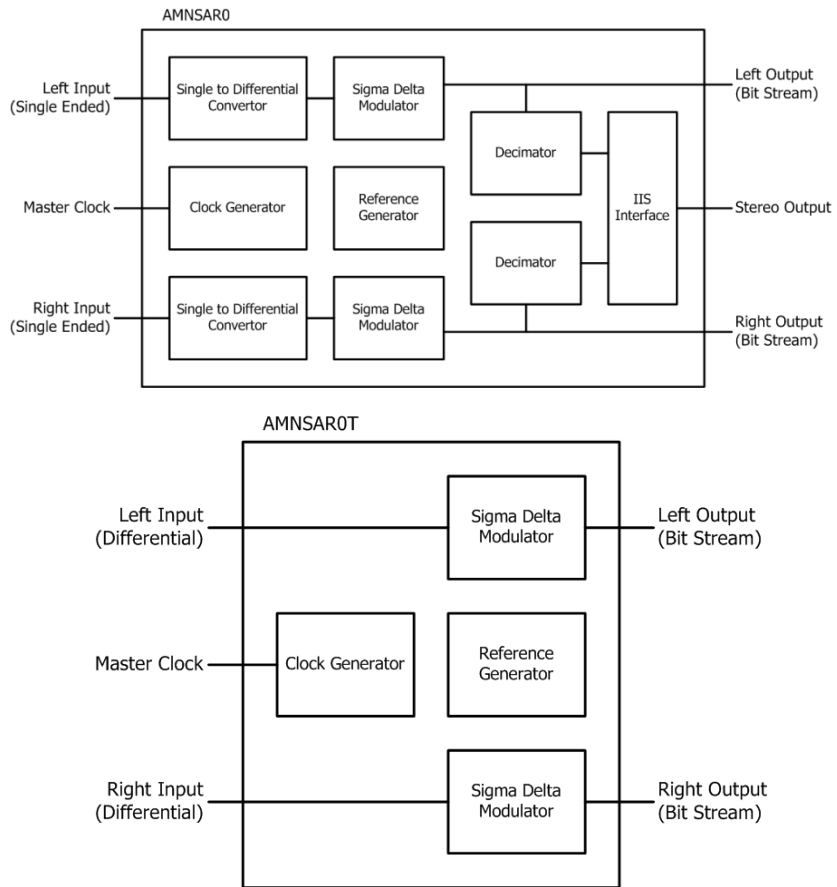 AMNSAR0
Left Input
(Single Ended)
Single to Differential
Convertor
Sigma Delta
Modulator
Left Output
(Bit Stream)
Decimator
Master Clock
Clock Generator
Reference
Generator
IIS
Interface
Stereo Output
Decimator
Right Input
(Single Ended)
Single to Differential
Convertor
Sigma Delta
Modulator
Right Output
(Bit Stream)
AMNSAR0T
Left Input
(Differential)
Sigma Delta
Modulator
Left Output
(Bit Stream)
Master Clock
Clock Generator
Reference
Generator
Right Input
(Differential)
Sigma Delta
Modulator
Right Output
(Bit Stream)